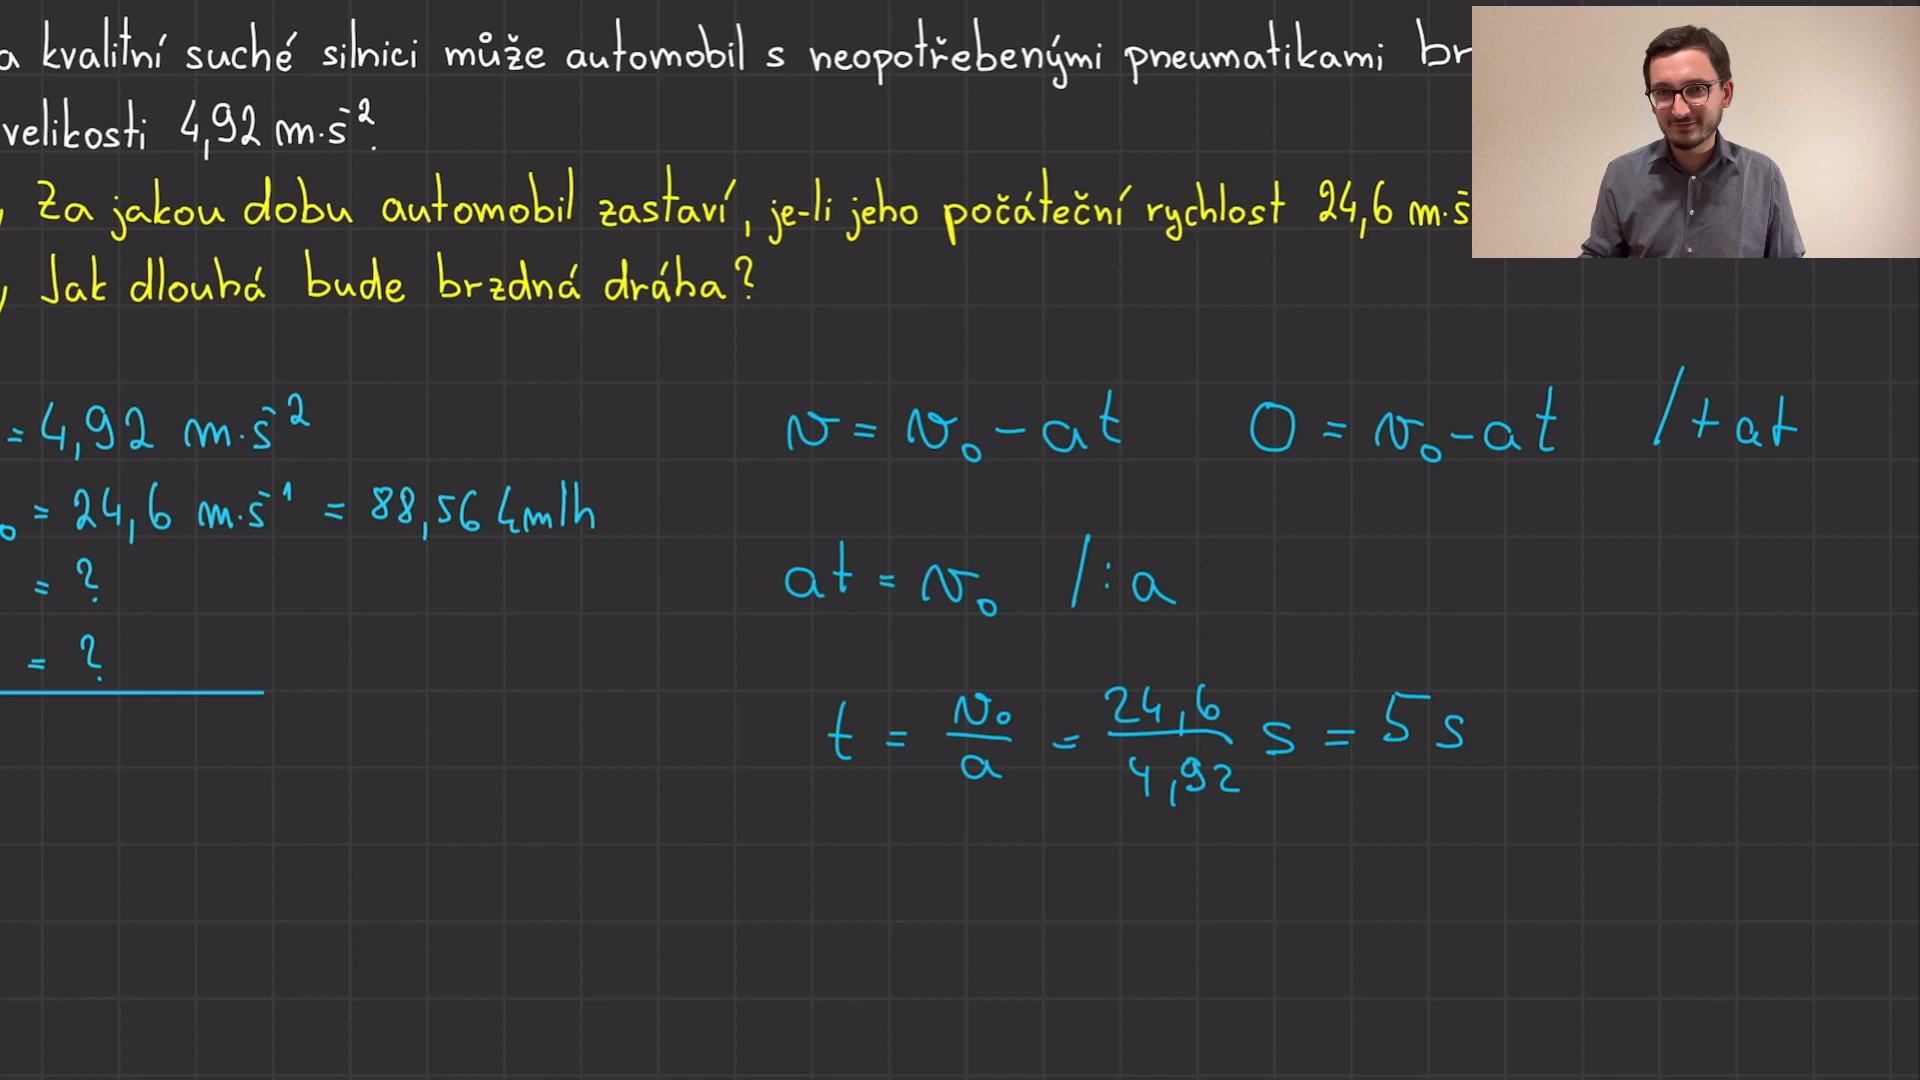 a kvalitní suché silnici může automobil s neopotřebenými pneumatikami br
velikosti 4,92 m·s⁻².
, Za jakou dobu automobil zastaví, je-li jeho počáteční rychlost 24,6 m·s⁻
, Jak dlouhá bude brzdná dráha?
= 4,92 m·s⁻²
₀ = 24,6 m·s⁻¹ = 88,56 km/h
= ?
= ?
v = v₀ - at 0 = v₀ - at /+ at
at = v₀ /: a
t = v₀/a = 24,6/4,92 s = 5 s